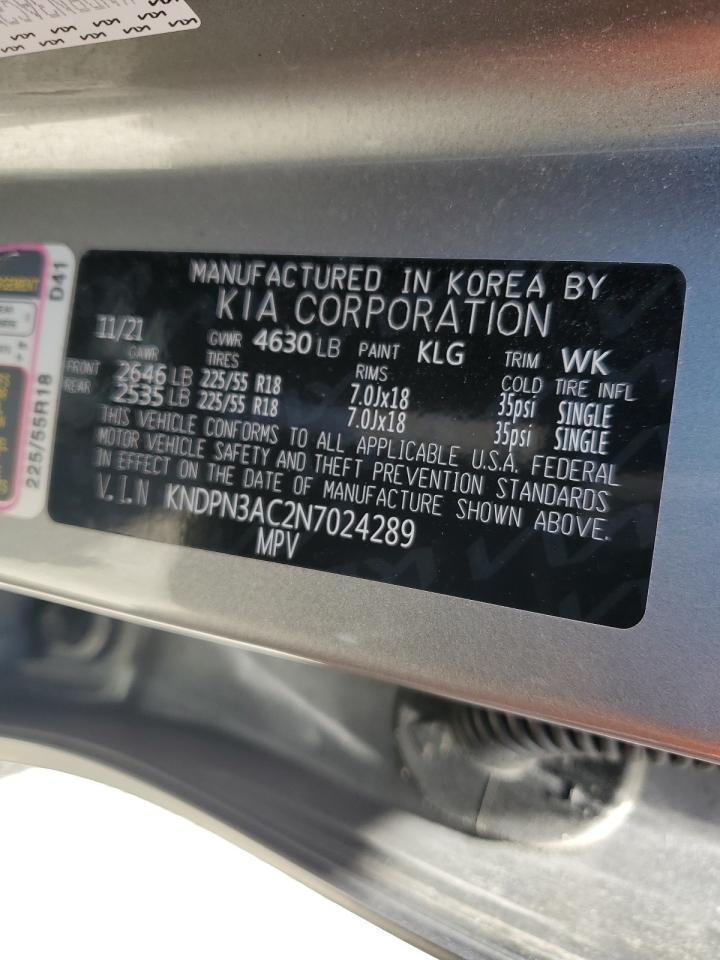 MANUFACTURED IN KOREA BY
KIA CORPORATION
11/21 GVWR 4630 LB PAINT KLG TRIM WK
GAWR TIRES RIMS COLD TIRE INFL
FRONT 2646 LB 225/55 R18 7.0Jx18 35psi SINGLE
REAR 2535 LB 225/55 R18 7.0Jx18 35psi SINGLE
THIS VEHICLE CONFORMS TO ALL APPLICABLE U.S.A. FEDERAL
MOTOR VEHICLE SAFETY AND THEFT PREVENTION STANDARDS
IN EFFECT ON THE DATE OF MANUFACTURE SHOWN ABOVE.
V.I.N KNDPN3AC2N7024289
MPV
225/55R18 D41